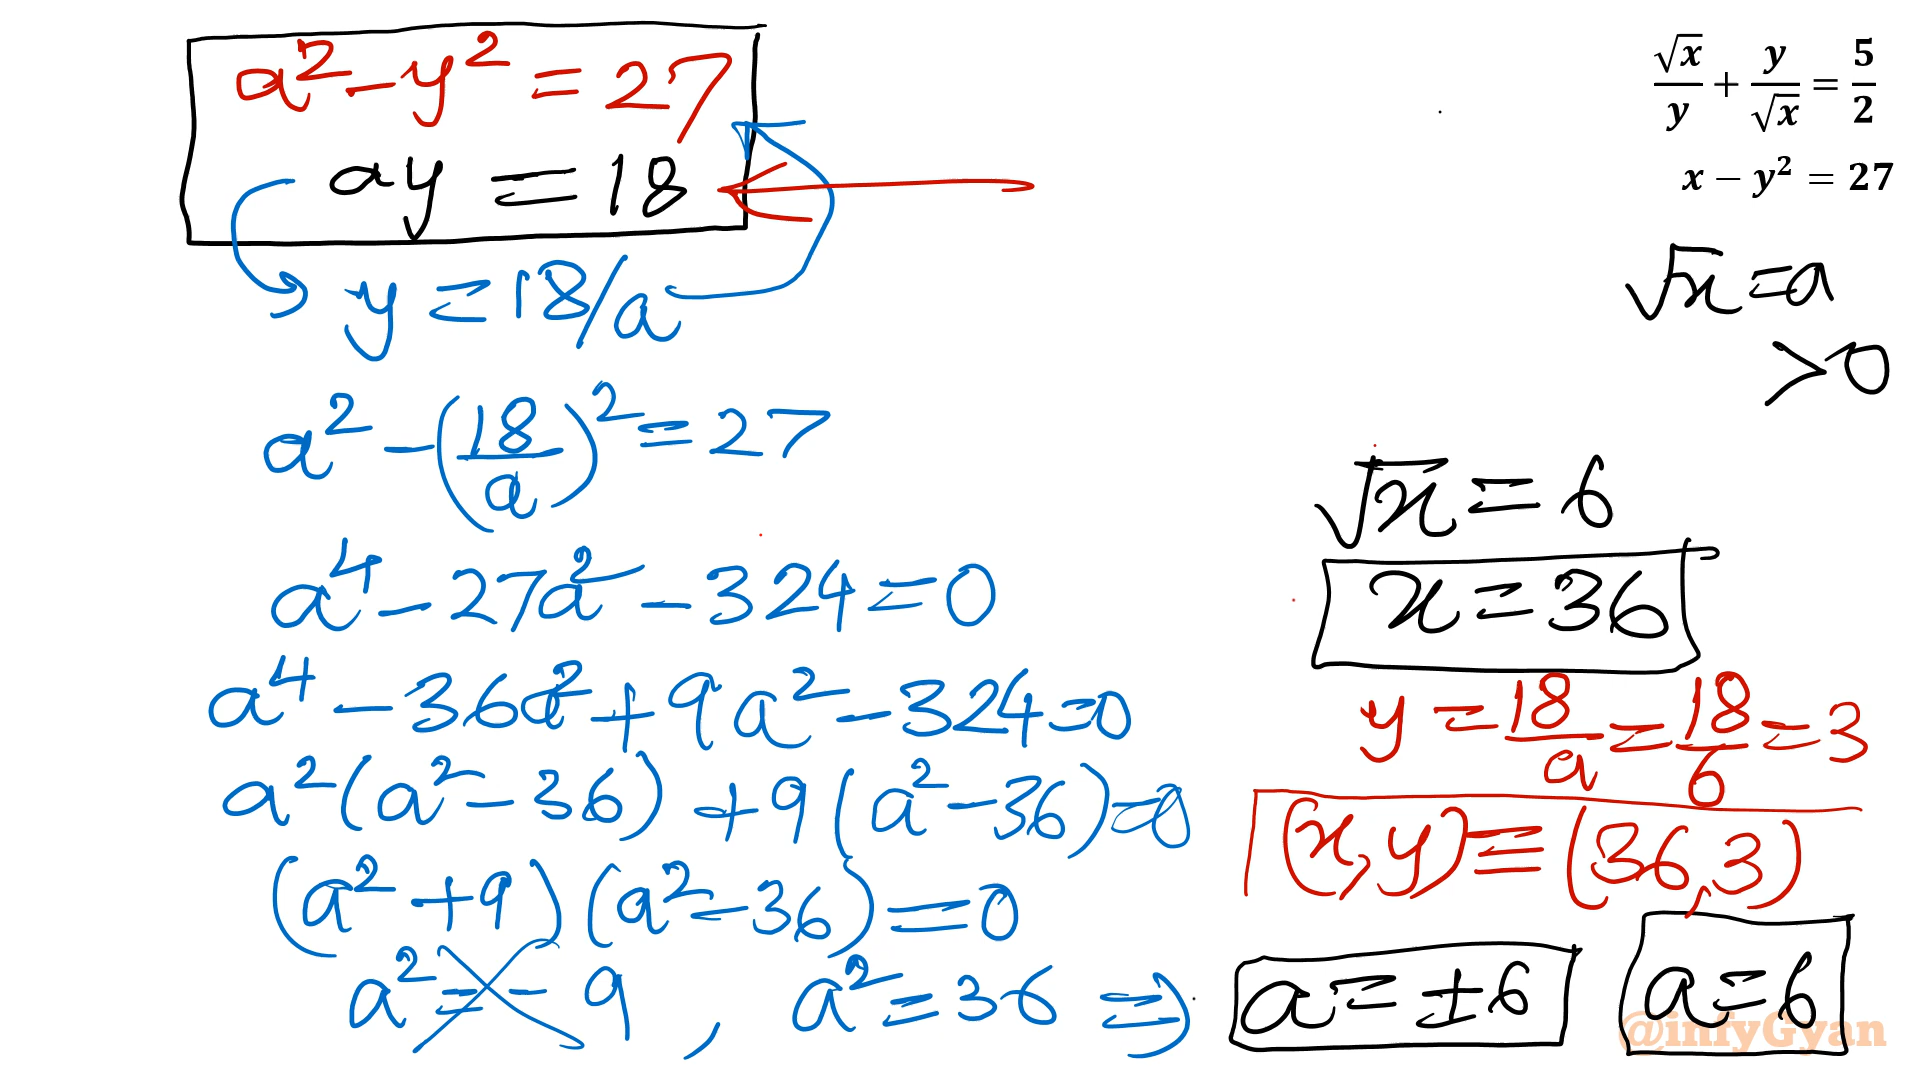 a² - y² = 27
ay = 18
y = 18/a
a² - (18/a)² = 27
a⁴ - 27a² - 324 = 0
a⁴ - 36a² + 9a² - 324 = 0
a²(a² - 36) + 9(a² - 36) = 0
(a² + 9)(a² - 36) = 0
a² = -9, a² = 36 ⇒
a = ±6
a = 6
√x/y + y/√x = 5/2
x − y² = 27
√x = a
>0
√x = 6
x = 36
y = 18/a = 18/6 = 3
(x, y) ≡ (36, 3)
@infyGyan